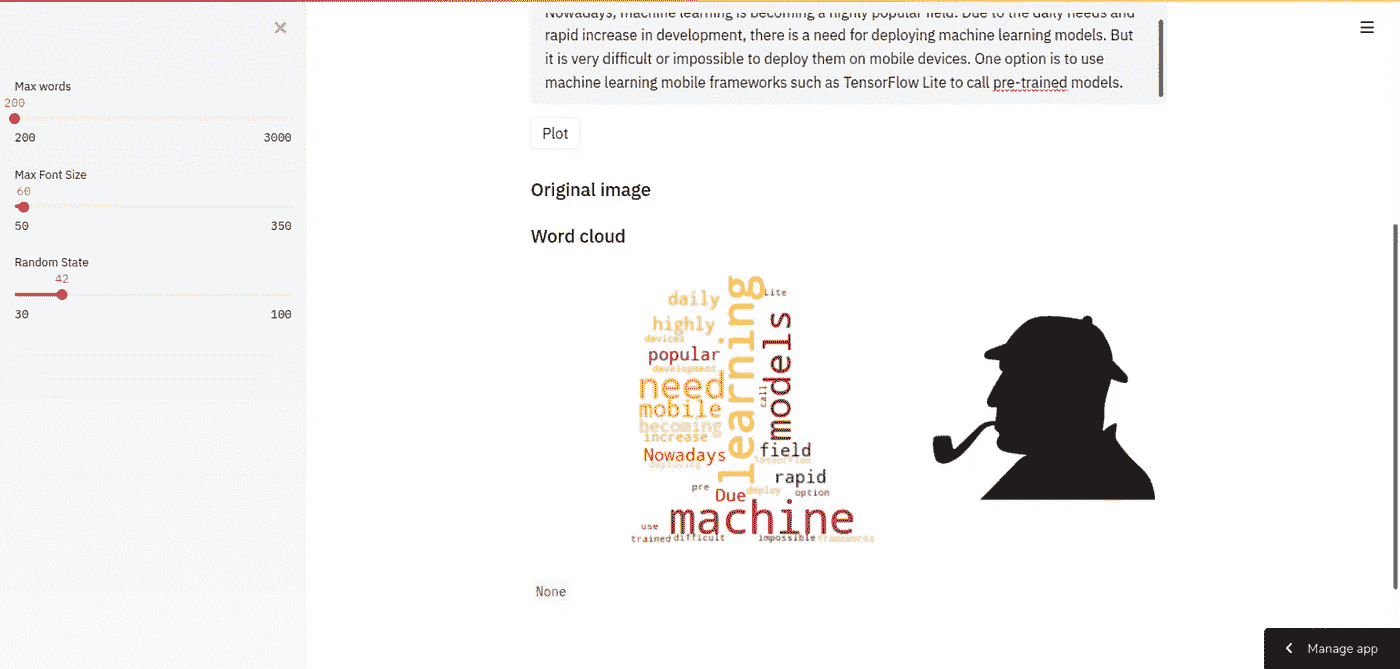 Max words
200
200 3000
Max Font Size
60
50 350
Random State
42
30 100
Nowadays, machine learning is becoming a highly popular field. Due to the daily needs and
rapid increase in development, there is a need for deploying machine learning models. But
it is very difficult or impossible to deploy them on mobile devices. One option is to use
machine learning mobile frameworks such as TensorFlow Lite to call pre-trained models.
Plot
Original image
Word cloud
learning
Lite
daily
models
highly
devices
popular
development
need
call
mobile
becoming
increase
field
Nowadays
tensorflow
deploying
rapid
pre
Due
deploy
option
machine
use
trained
difficult
impossible
frameworks
None
Manage app